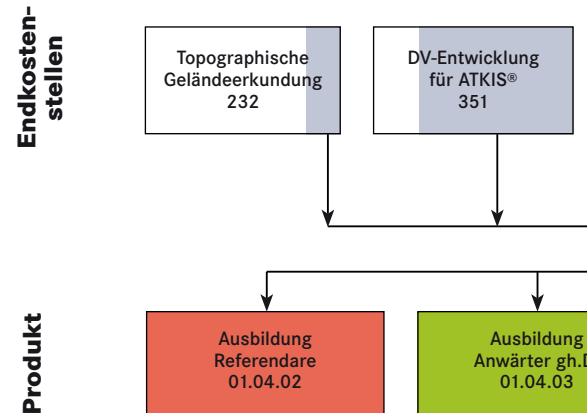 Endkosten-
stellen
Topographische
Geländeerkundung
232
DV-Entwicklung
für ATKIS®
351
Produkt
Ausbildung
Referendare
01.04.02
Ausbildung
Anwärter gh.D
01.04.03